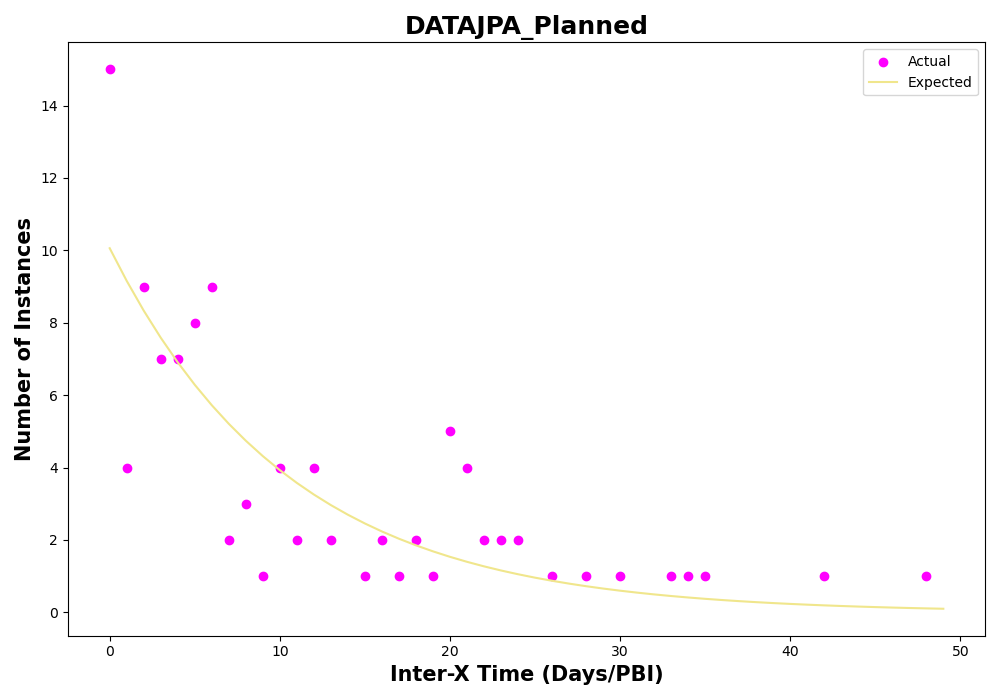 DATAJPA_Planned
Actual
Expected
Number of Instances
14
12
10
8
6
4
2
0
0 10 20 30 40 50
Inter-X Time (Days/PBI)